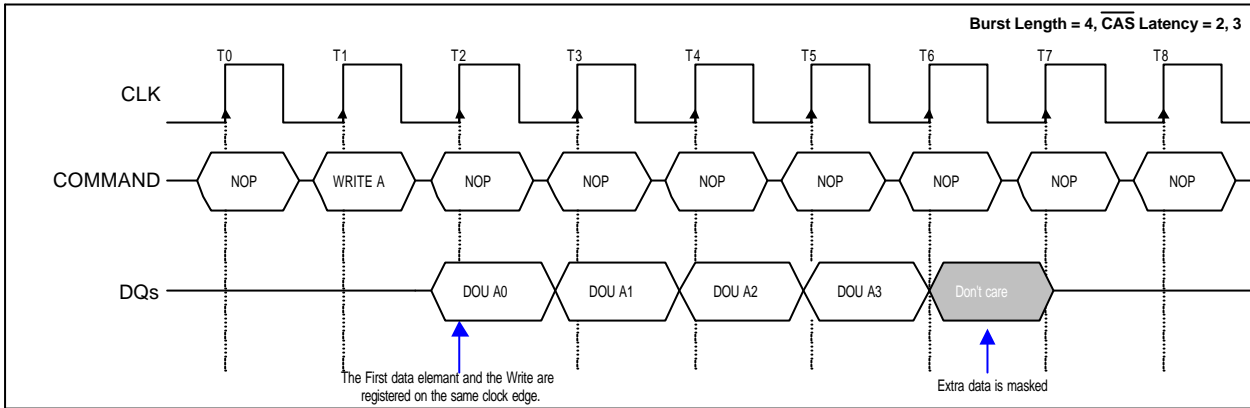 Burst Length = 4, CAS Latency = 2, 3
T0 T1 T2 T3 T4 T5 T6 T7 T8
CLK
COMMAND NOP WRITE A NOP NOP NOP NOP NOP NOP NOP
DQs DOU A0 DOU A1 DOU A2 DOU A3 Don't care
The First data elemant and the Write are
registered on the same clock edge.
Extra data is masked